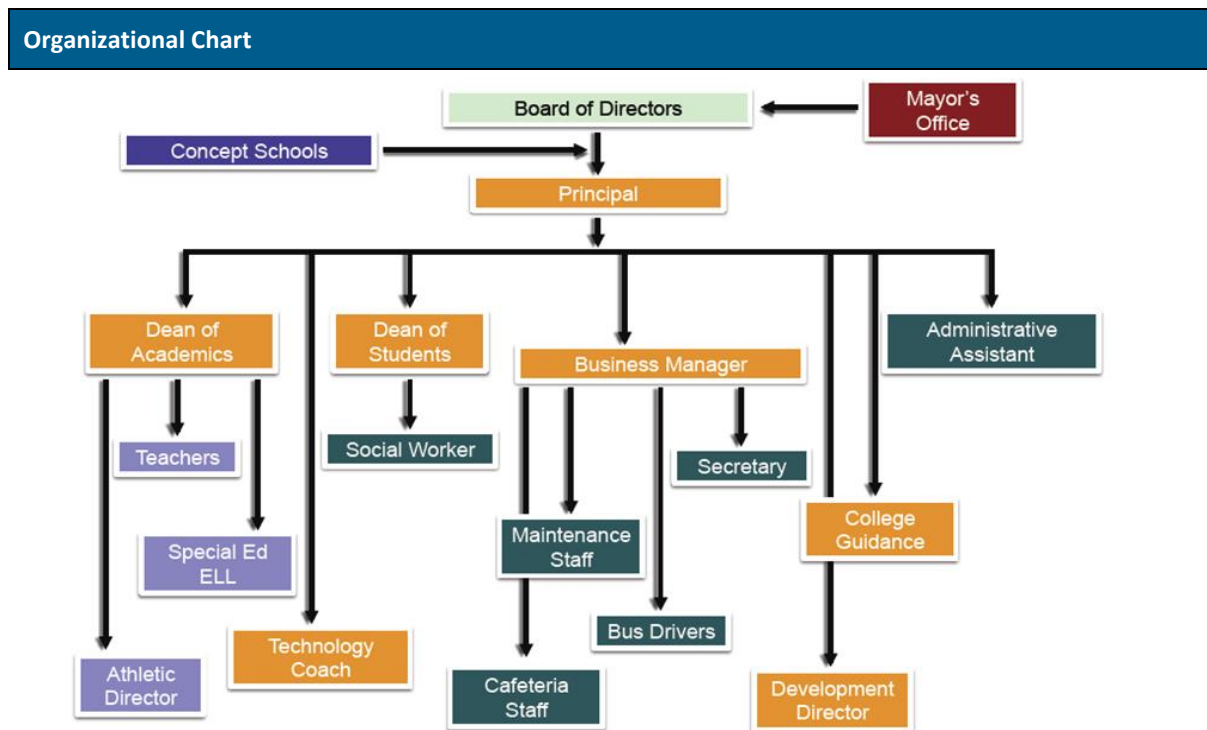 Organizational Chart
Board of Directors
Mayor's
Office
Concept Schools
Principal
Dean of
Academics
Dean of
Students
Business Manager
Administrative
Assistant
Teachers
Social Worker
Secretary
Special Ed
ELL
Maintenance
Staff
College
Guidance
Bus Drivers
Technology
Coach
Athletic
Director
Cafeteria
Staff
Development
Director